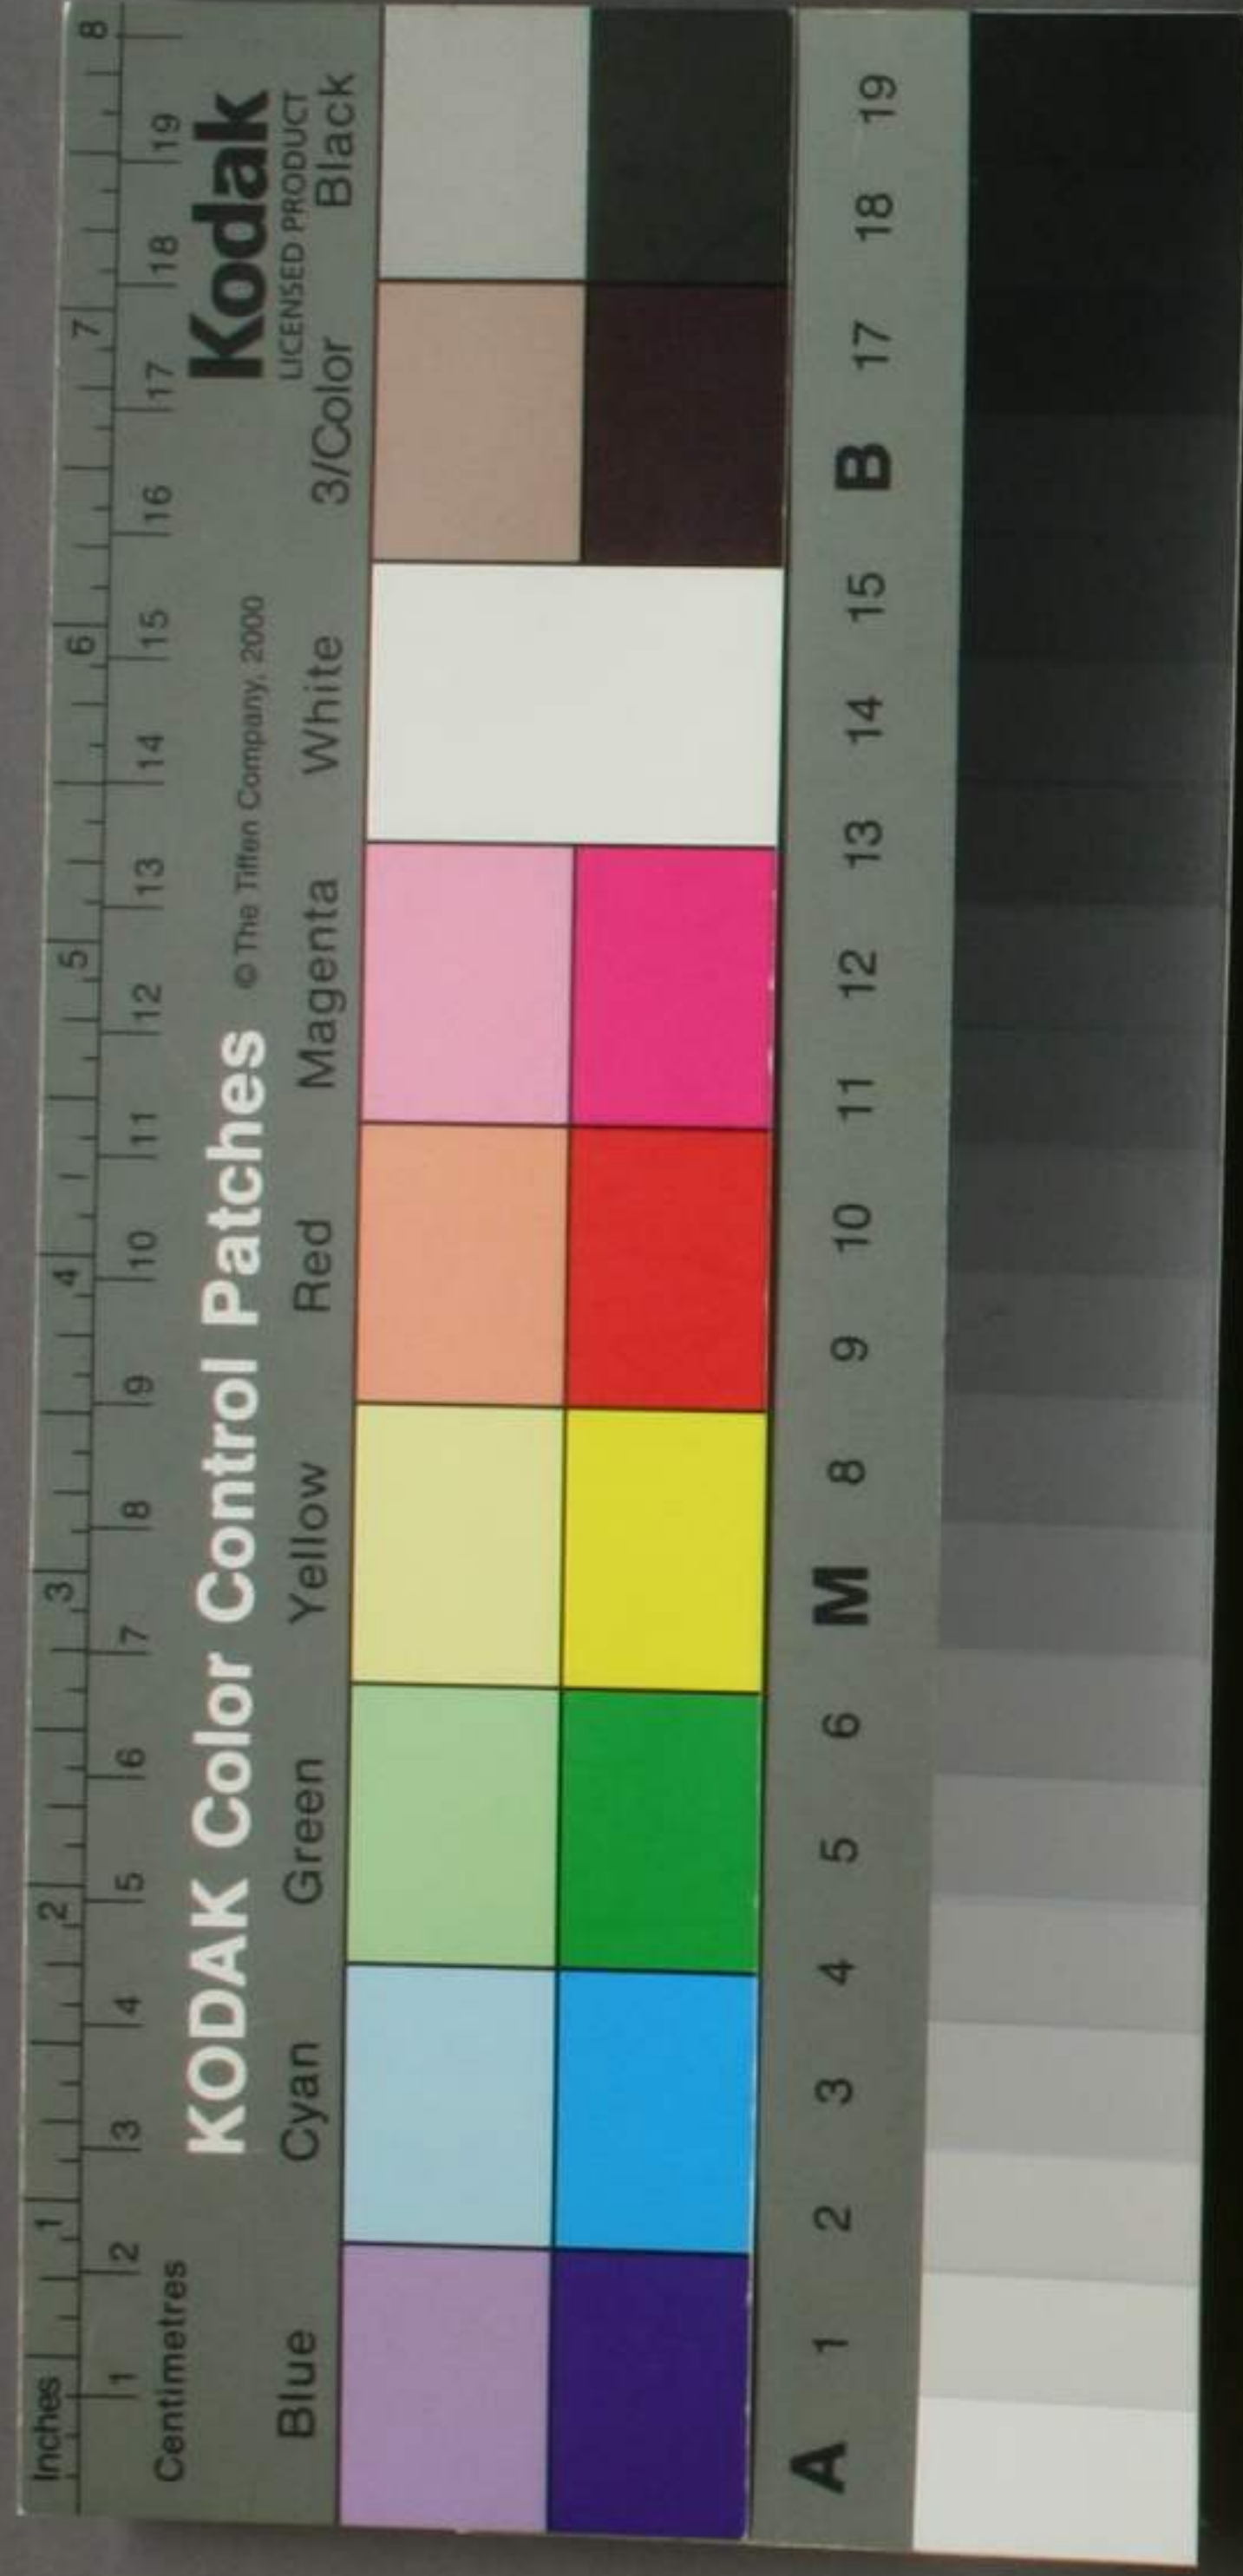 Inches 1 2 3 4 5 6 7 8
Centimetres 1 2 3 4 5 6 7 8 9 10 11 12 13 14 15 16 17 18 19
KODAK Color Control Patches © The Tiffen Company, 2000 Kodak
LICENSED PRODUCT
Blue Cyan Green Yellow Red Magenta White 3/Color Black
A 1 2 3 4 5 6 M 8 9 10 11 12 13 14 15 B 17 18 19